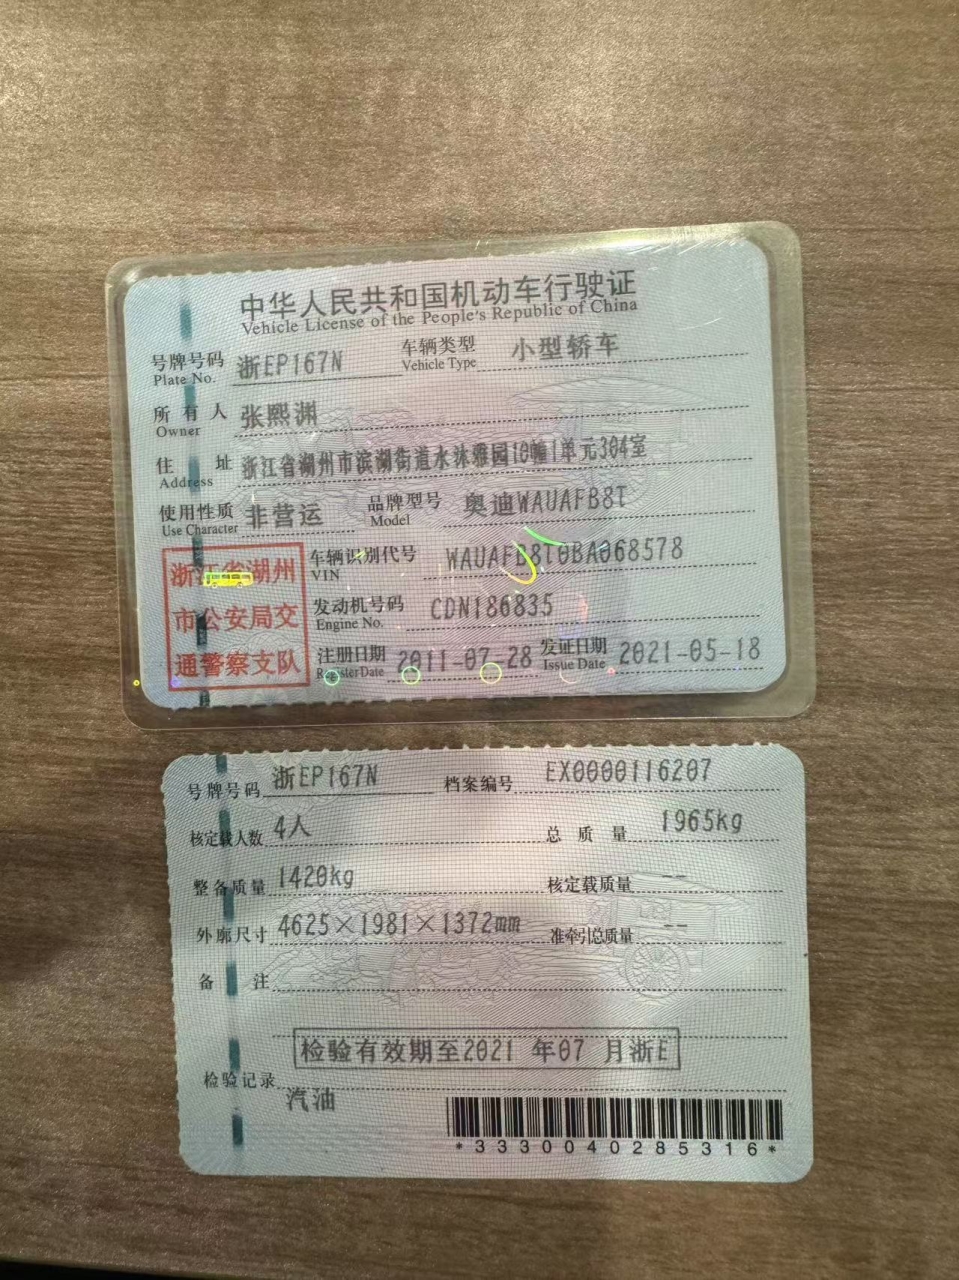 中华人民共和国机动车行驶证
Vehicle License of the People's Republic of China
号牌号码 浙EP167N 车辆类型 小型轿车
Plate No. Vehicle Type
所有人 张熙渊
Owner
住址 浙江省湖州市滨湖街道水沐雅园10幢1单元304室
Address
使用性质 非营运 品牌型号 奥迪WAUAFB8T
Use Character Model
浙江省湖州
市公安局交
通警察支队
车辆识别代号 WAUAFB8T0BA068578
VIN
发动机号码 CDN186835
Engine No.
注册日期 2011-07-28 发证日期 2021-05-18
Register Date Issue Date
号牌号码 浙EP167N 档案编号 EX0000116207
核定载人数 4人 总质量 1965kg
整备质量 1420kg 核定载质量 --
外廓尺寸 4625×1981×1372mm 准牵引总质量 --
备注
检验有效期至2021 年07 月浙E
检验记录
汽油
*3330040285316*